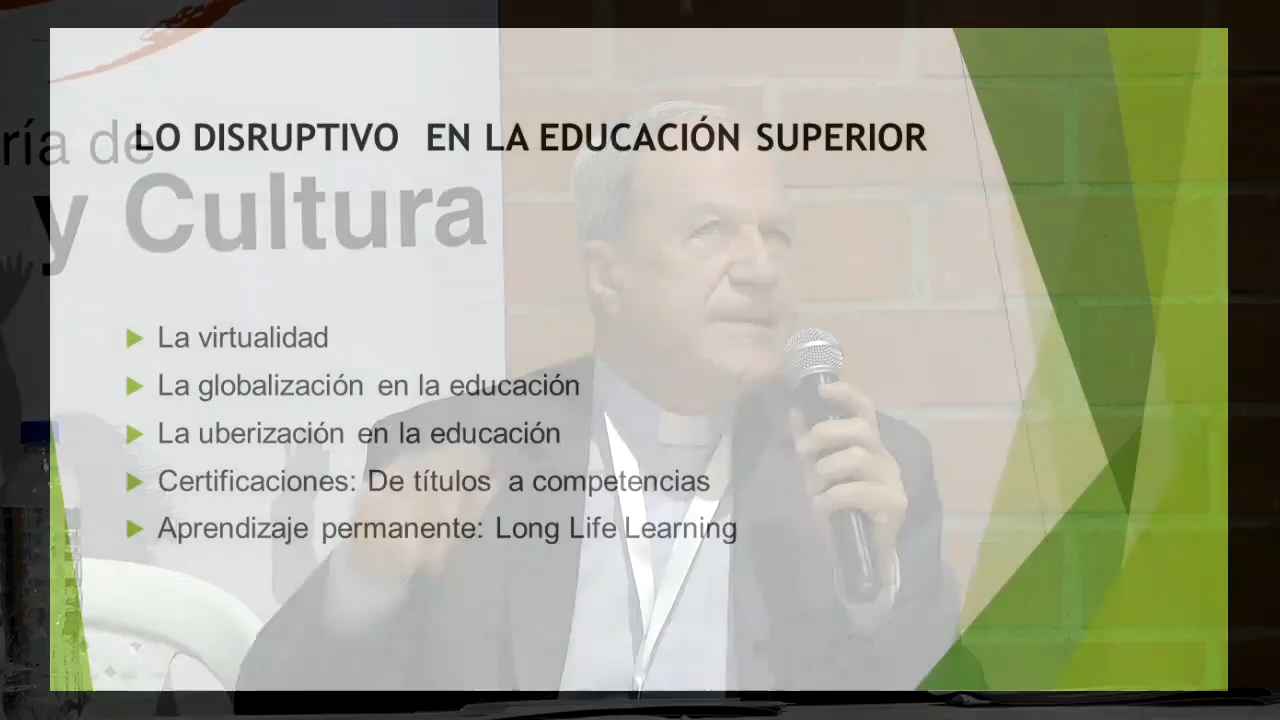 ría de
y Cultura
LO DISRUPTIVO EN LA EDUCACIÓN SUPERIOR
La virtualidad
La globalización en la educación
La uberización en la educación
Certificaciones: De títulos a competencias
Aprendizaje permanente: Long Life Learning